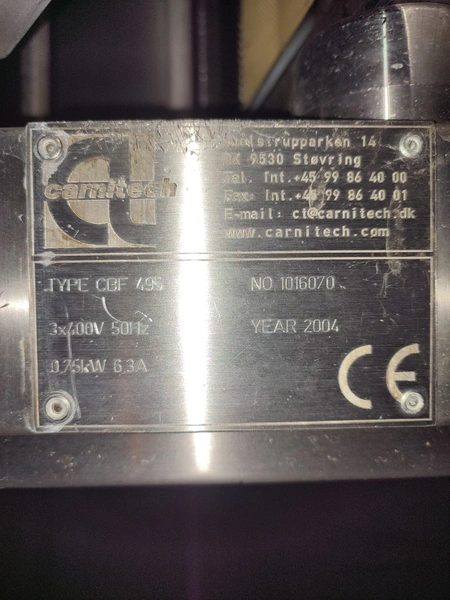 carnitech
14
9530 Støvring
Tel. Int.+45 99 86 40 00
Fax: Int.+45 99 86 40 01
E-mail: ct@carnitech.dk
www.carnitech.com
TYPE CBF 495 NO. 1016070
3x400V 50Hz YEAR 2004
0.75kW 6.3A
CE